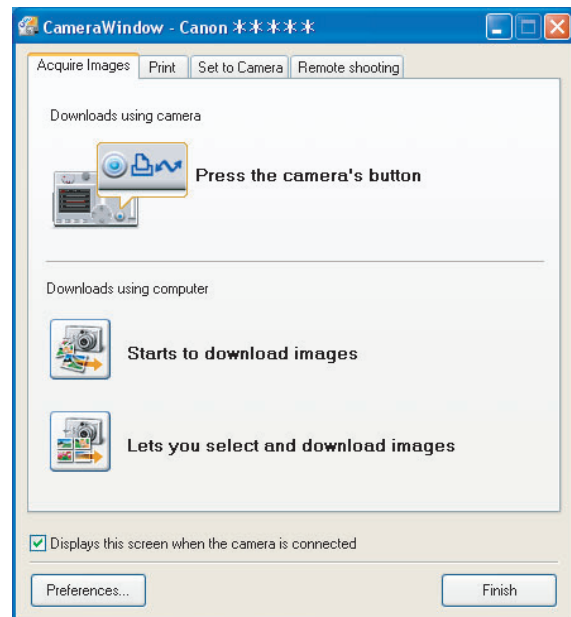 CameraWindow - Canon *****
Acquire Images Print Set to Camera Remote shooting
Downloads using camera
Press the camera's button
Downloads using computer
Starts to download images
Lets you select and download images
Displays this screen when the camera is connected
Preferences... Finish